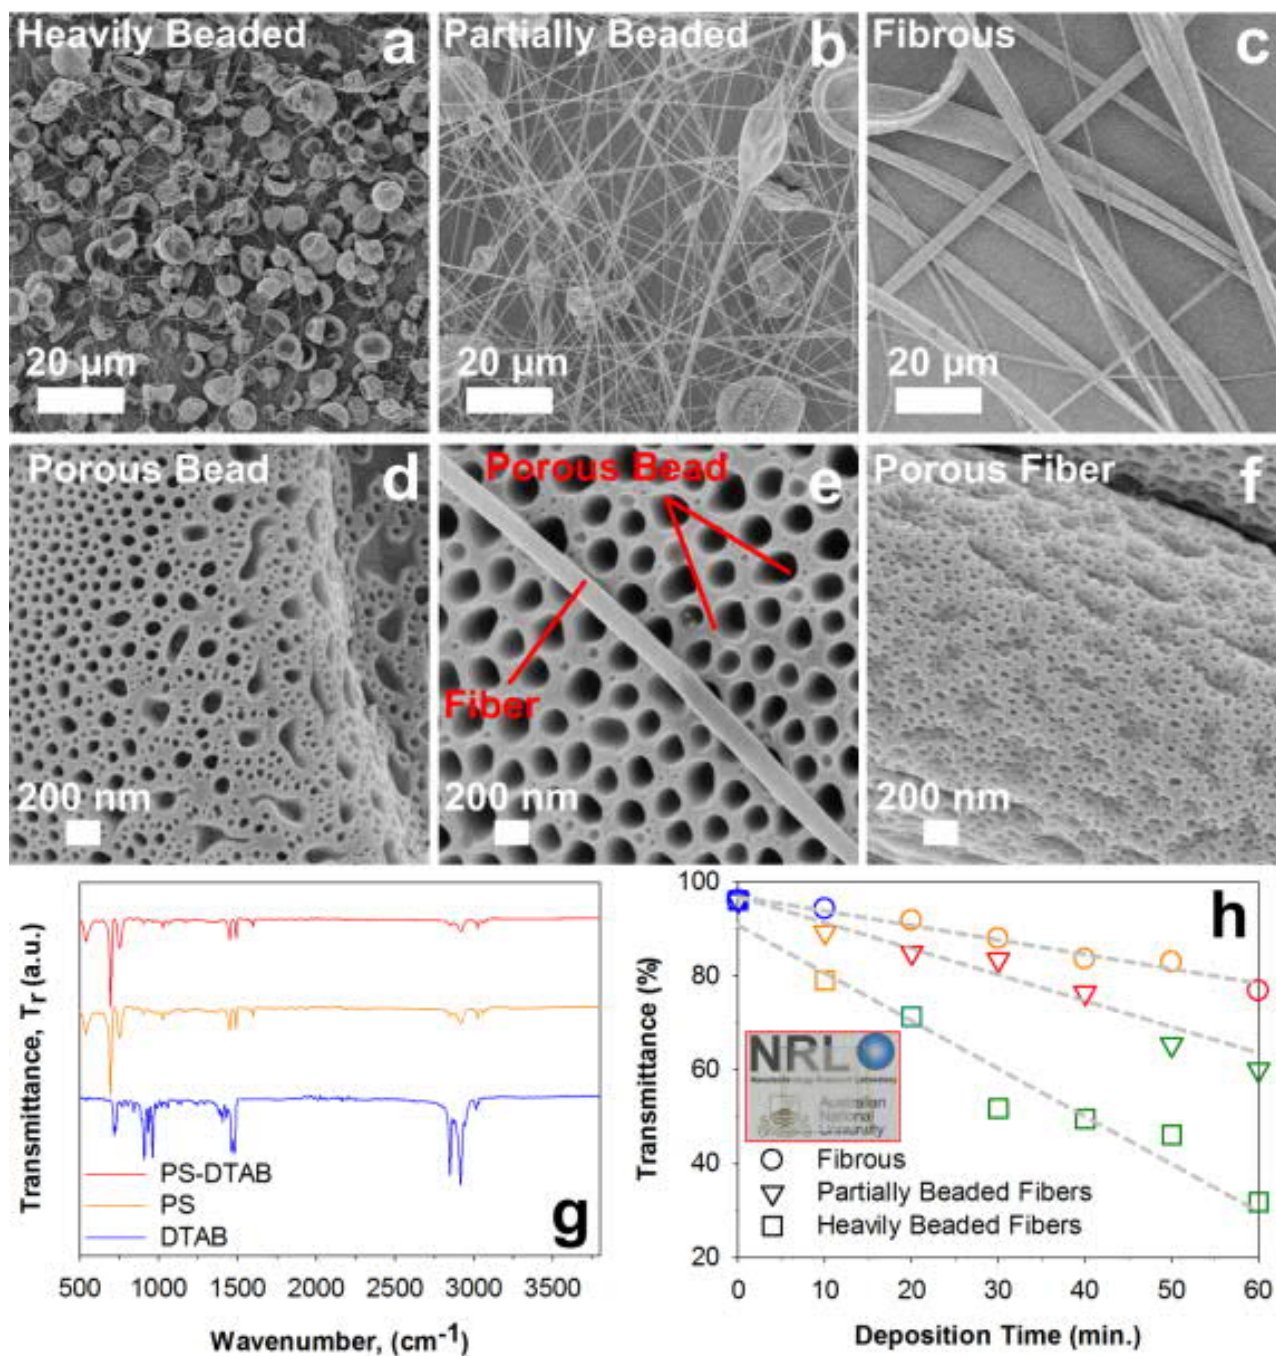 Heavily Beaded
a
20 µm
Partially Beaded
b
20 µm
Fibrous
c
20 µm
Porous Bead
d
200 nm
Porous Bead
e
Fiber
200 nm
Porous Fiber
f
200 nm
Transmittance, Tr (a.u.)
PS-DTAB
PS
DTAB
g
500 1000 1500 2000 2500 3000 3500
Wavenumber, (cm-1)
h
Transmittance (%)
100
80
60
40
20
NRL
Australian
National
University
Fibrous
Partially Beaded Fibers
Heavily Beaded Fibers
0 10 20 30 40 50 60
Deposition Time (min.)